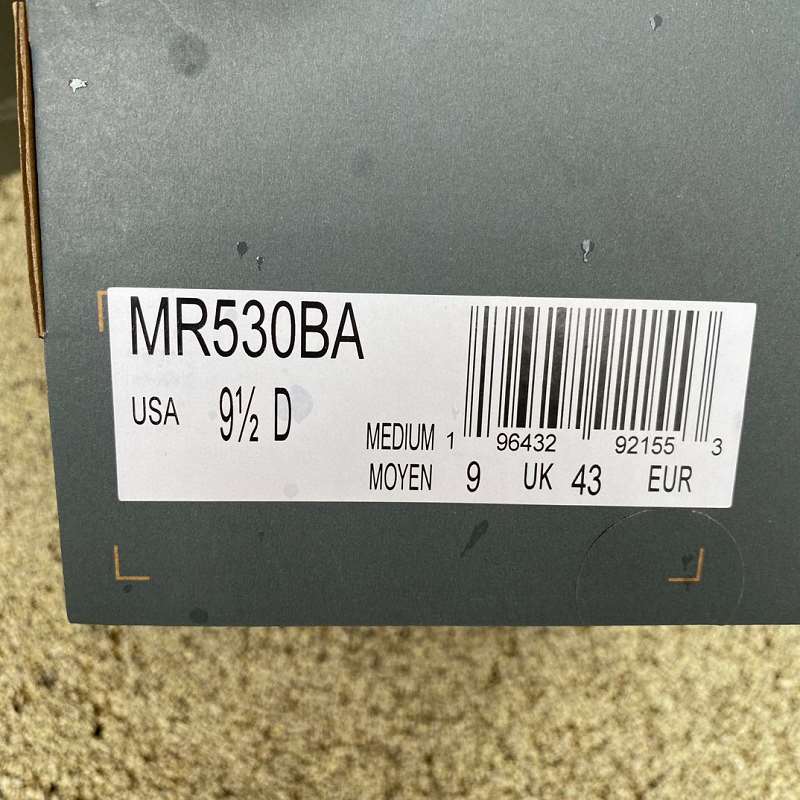 MR530BA
USA 9½ D
MEDIUM 1 96432 92155 3
MOYEN 9 UK 43 EUR